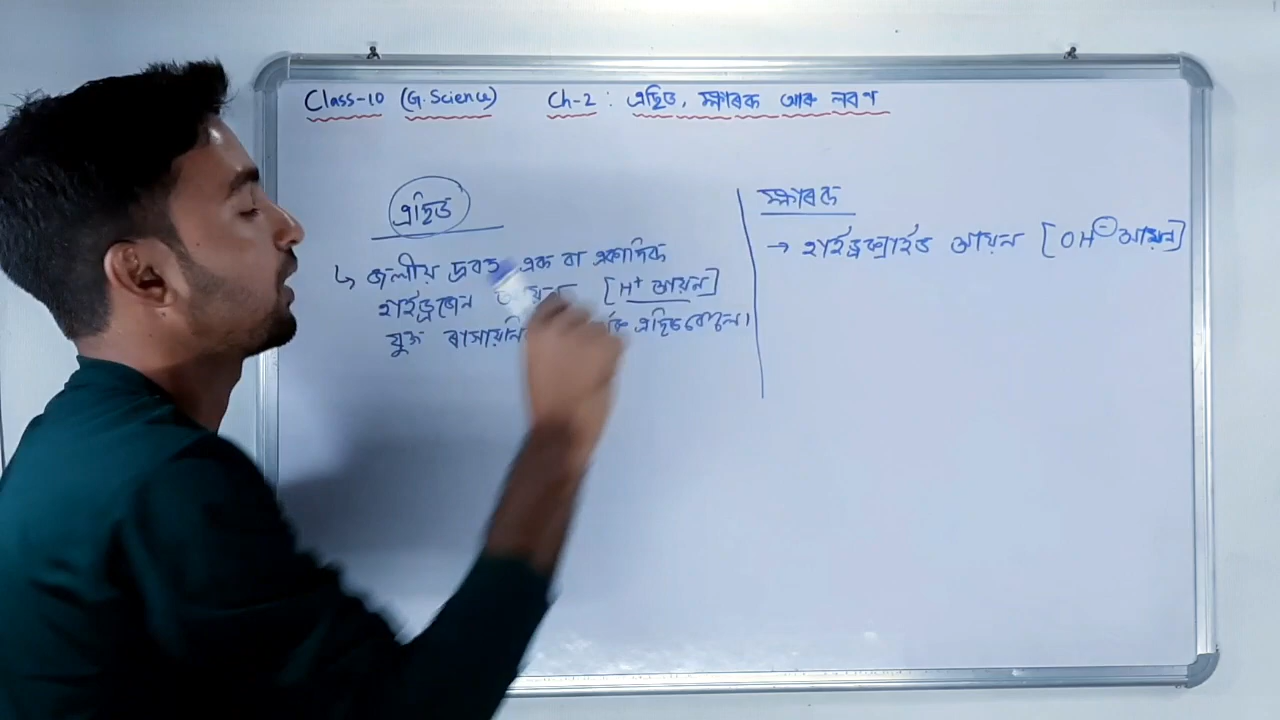 Class-10 (G. Science) Ch-2 : এছিড, ক্ষাৰক আৰু লৱণ
এছিড
↳ জলীয় দ্ৰবত এক বা একাধিক
হাইড্ৰজেন [H⁺ আয়ন]
যুক্ত এছিড বোলে।
ক্ষাৰক
→ হাইড্ৰক্সাইড আয়ন [OH⊖ আয়ন]